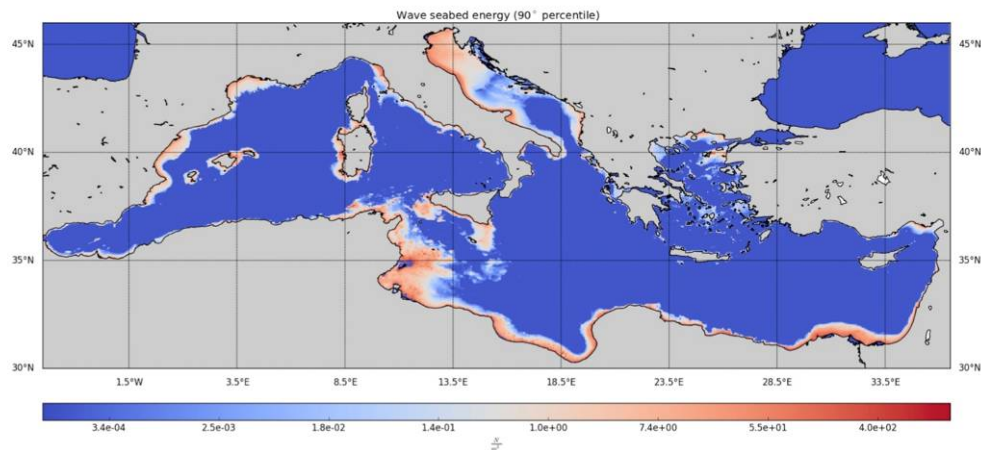 Wave seabed energy (90° percentile)
45°N 45°N
40°N 40°N
35°N 35°N
30°N 30°N
1.5°W 3.5°E 8.5°E 13.5°E 18.5°E 23.5°E 28.5°E 33.5°E
3.4e-04 2.5e-03 1.8e-02 1.4e-01 1.0e+00 7.4e+00 5.5e+01 4.0e+02